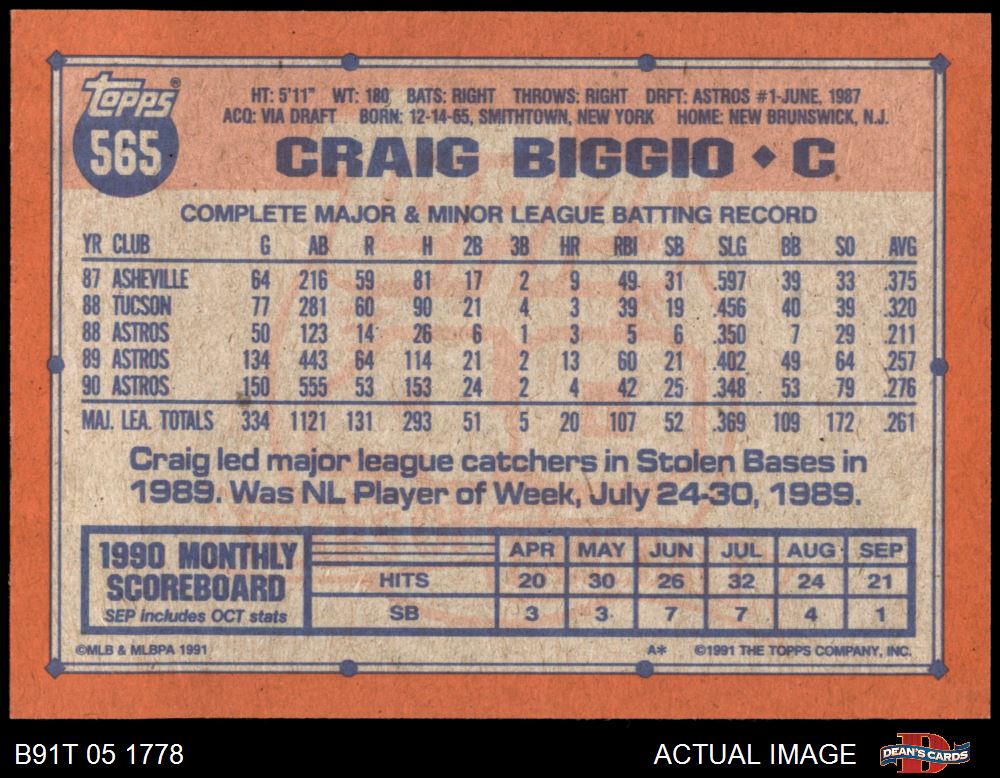 TOPPS®
565
HT: 5'11" WT: 180 BATS: RIGHT THROWS: RIGHT DRFT: ASTROS #1-JUNE, 1987
ACQ: VIA DRAFT BORN: 12-14-65, SMITHTOWN, NEW YORK HOME: NEW BRUNSWICK, N.J.
CRAIG BIGGIO ◆ C
COMPLETE MAJOR & MINOR LEAGUE BATTING RECORD
YR CLUB G AB R H 2B 3B HR RBI SB SLG BB SO AVG
87 ASHEVILLE 64 216 59 81 17 2 9 49 31 .597 39 33 .375
88 TUCSON 77 281 60 90 21 4 3 39 19 .456 40 39 .320
88 ASTROS 50 123 14 26 6 1 3 5 6 .350 7 29 .211
89 ASTROS 134 443 64 114 21 2 13 60 21 .402 49 64 .257
90 ASTROS 150 555 53 153 24 2 4 42 25 .348 53 79 .276
MAJ. LEA. TOTALS 334 1121 131 293 51 5 20 107 52 .369 109 172 .261
Craig led major league catchers in Stolen Bases in
1989. Was NL Player of Week, July 24-30, 1989.
1990 MONTHLY
SCOREBOARD
SEP includes OCT stats
APR MAY JUN JUL AUG SEP
HITS 20 30 26 32 24 21
SB 3 3 7 7 4 1
©MLB & MLBPA 1991 A* ©1991 THE TOPPS COMPANY, INC.
B91T 05 1778 ACTUAL IMAGE DEAN'S CARDS